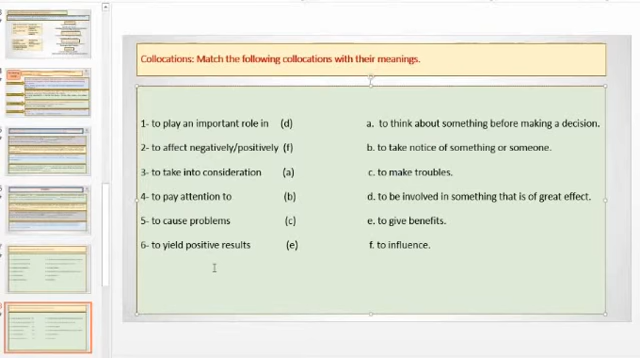 Collocations: Match the following collocations with their meanings.
1- to play an important role in (d) a. to think about something before making a decision.
2- to affect negatively/positively (f) b. to take notice of something or someone.
3- to take into consideration (a) c. to make troubles.
4- to pay attention to (b) d. to be involved in something that is of great effect.
5- to cause problems (c) e. to give benefits.
6- to yield positive results (e) f. to influence.